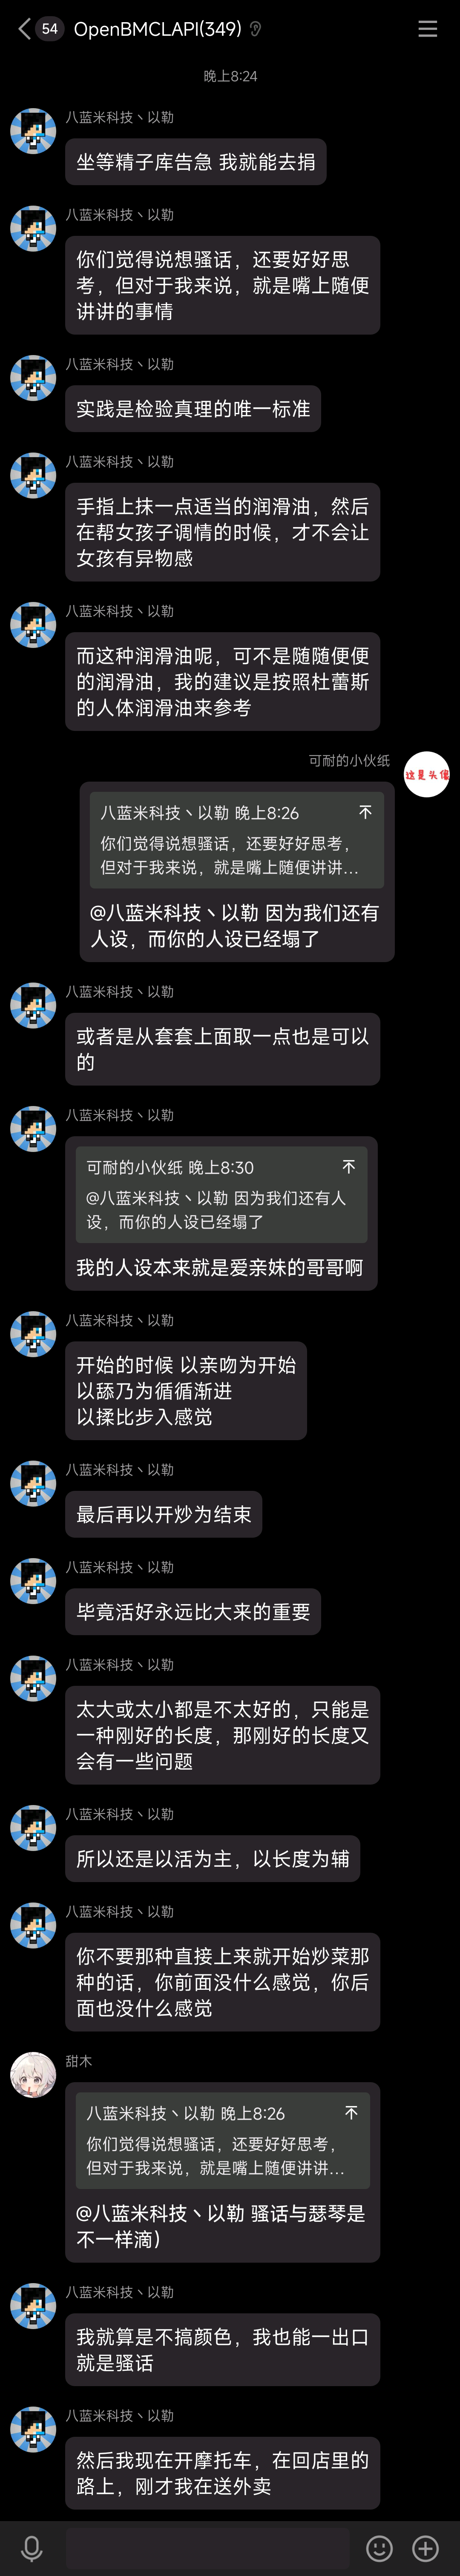 54 OpenBMCLAPI(349)
晚上8:24
八蓝米科技丶以勒
坐等精子库告急 我就能去捐
八蓝米科技丶以勒
你们觉得说想骚话，还要好好思
考，但对于我来说，就是嘴上随便
讲讲的事情
八蓝米科技丶以勒
实践是检验真理的唯一标准
八蓝米科技丶以勒
手指上抹一点适当的润滑油，然后
在帮女孩子调情的时候，才不会让
女孩有异物感
八蓝米科技丶以勒
而这种润滑油呢，可不是随随便便
的润滑油，我的建议是按照杜蕾斯
的人体润滑油来参考
可耐的小伙纸
这是头像
八蓝米科技丶以勒 晚上8:26
你们觉得说想骚话，还要好好思考，
但对于我来说，就是嘴上随便讲讲...
@八蓝米科技丶以勒 因为我们还有
人设，而你的人设已经塌了
八蓝米科技丶以勒
或者是从套套上面取一点也是可以
的
八蓝米科技丶以勒
可耐的小伙纸 晚上8:30
@八蓝米科技丶以勒 因为我们还有人
设，而你的人设已经塌了
我的人设本来就是爱亲妹的哥哥啊
八蓝米科技丶以勒
开始的时候 以亲吻为开始
以舔乃为循循渐进
以揉比步入感觉
八蓝米科技丶以勒
最后再以开炒为结束
八蓝米科技丶以勒
毕竟活好永远比大来的重要
八蓝米科技丶以勒
太大或太小都是不太好的，只能是
一种刚好的长度，那刚好的长度又
会有一些问题
八蓝米科技丶以勒
所以还是以活为主，以长度为辅
八蓝米科技丶以勒
你不要那种直接上来就开始炒菜那
种的话，你前面没什么感觉，你后
面也没什么感觉
甜木
八蓝米科技丶以勒 晚上8:26
你们觉得说想骚话，还要好好思考，
但对于我来说，就是嘴上随便讲讲...
@八蓝米科技丶以勒 骚话与瑟琴是
不一样滴）
八蓝米科技丶以勒
我就算是不搞颜色，我也能一出口
就是骚话
八蓝米科技丶以勒
然后我现在开摩托车，在回店里的
路上，刚才我在送外卖